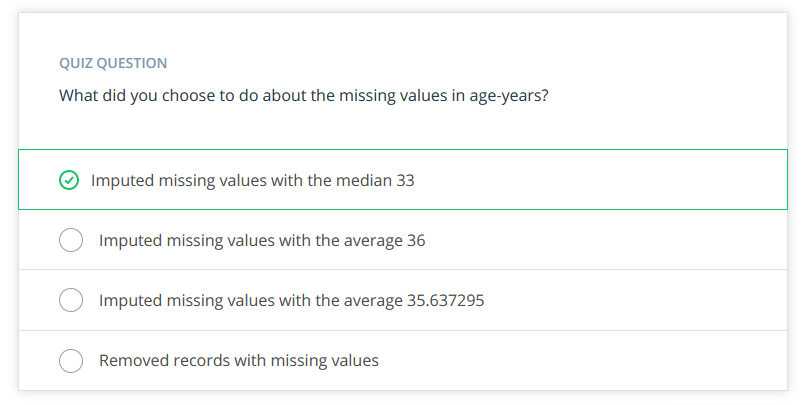 QUIZ QUESTION
What did you choose to do about the missing values in age-years?
Imputed missing values with the median 33
Imputed missing values with the average 36
Imputed missing values with the average 35.637295
Removed records with missing values